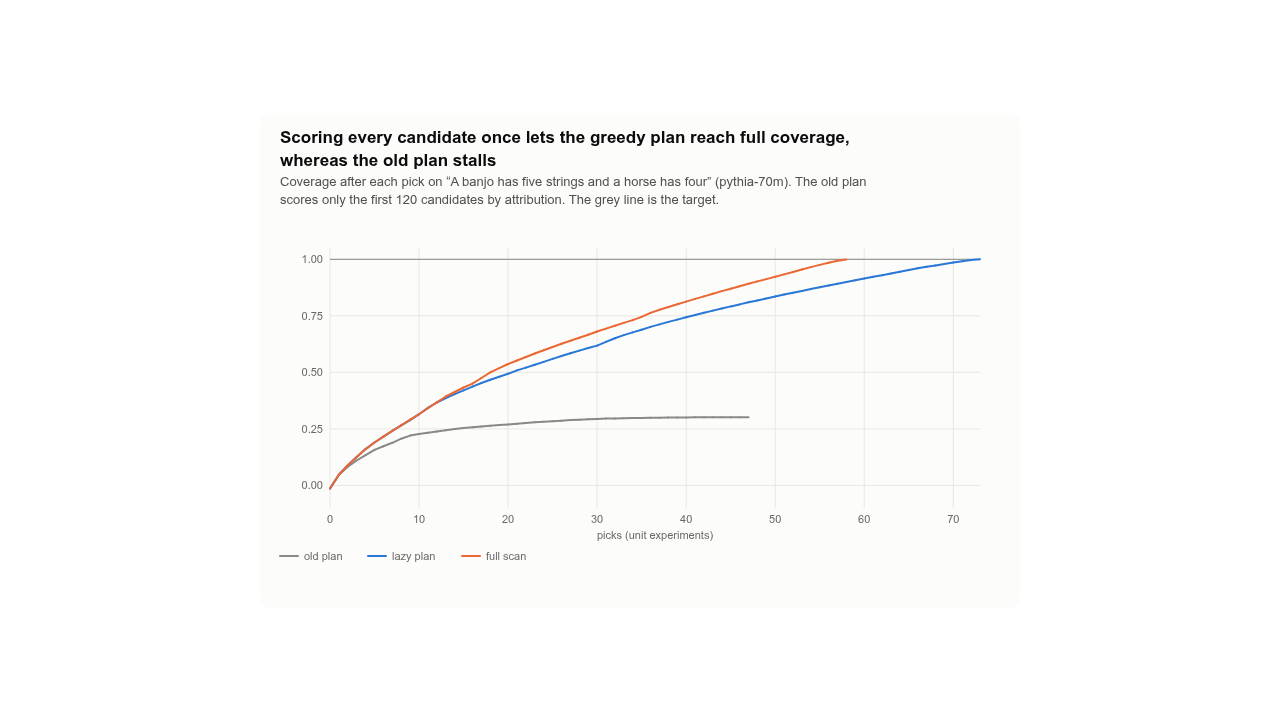 Scoring every candidate once lets the greedy plan reach full coverage,
whereas the old plan stalls
Coverage after each pick on “A banjo has five strings and a horse has four” (pythia-70m). The old plan
scores only the first 120 candidates by attribution. The grey line is the target.
1.00
0.75
0.50
0.25
0.00
0 10 20 30 40 50 60 70
picks (unit experiments)
old plan lazy plan full scan